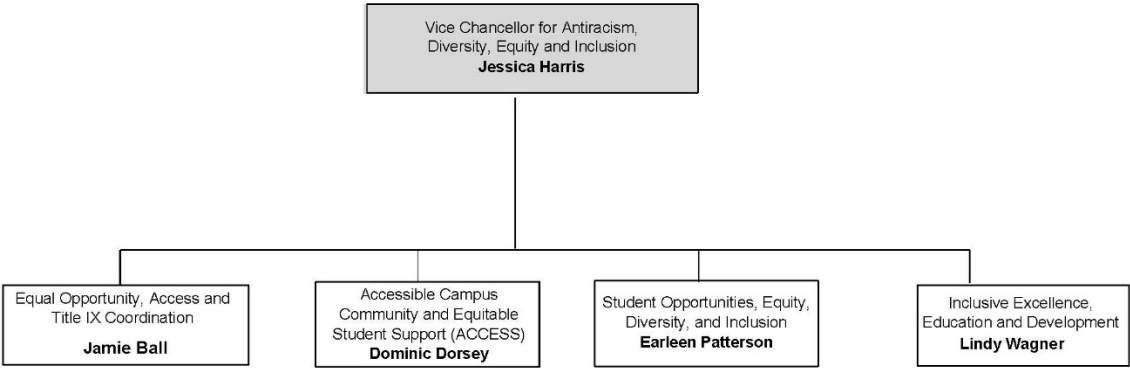 Vice Chancellor for Antiracism,
Diversity, Equity and Inclusion
Jessica Harris
Equal Opportunity, Access and
Title IX Coordination
Jamie Ball
Accessible Campus
Community and Equitable
Student Support (ACCESS)
Dominic Dorsey
Student Opportunities, Equity,
Diversity, and Inclusion
Earleen Patterson
Inclusive Excellence,
Education and Development
Lindy Wagner